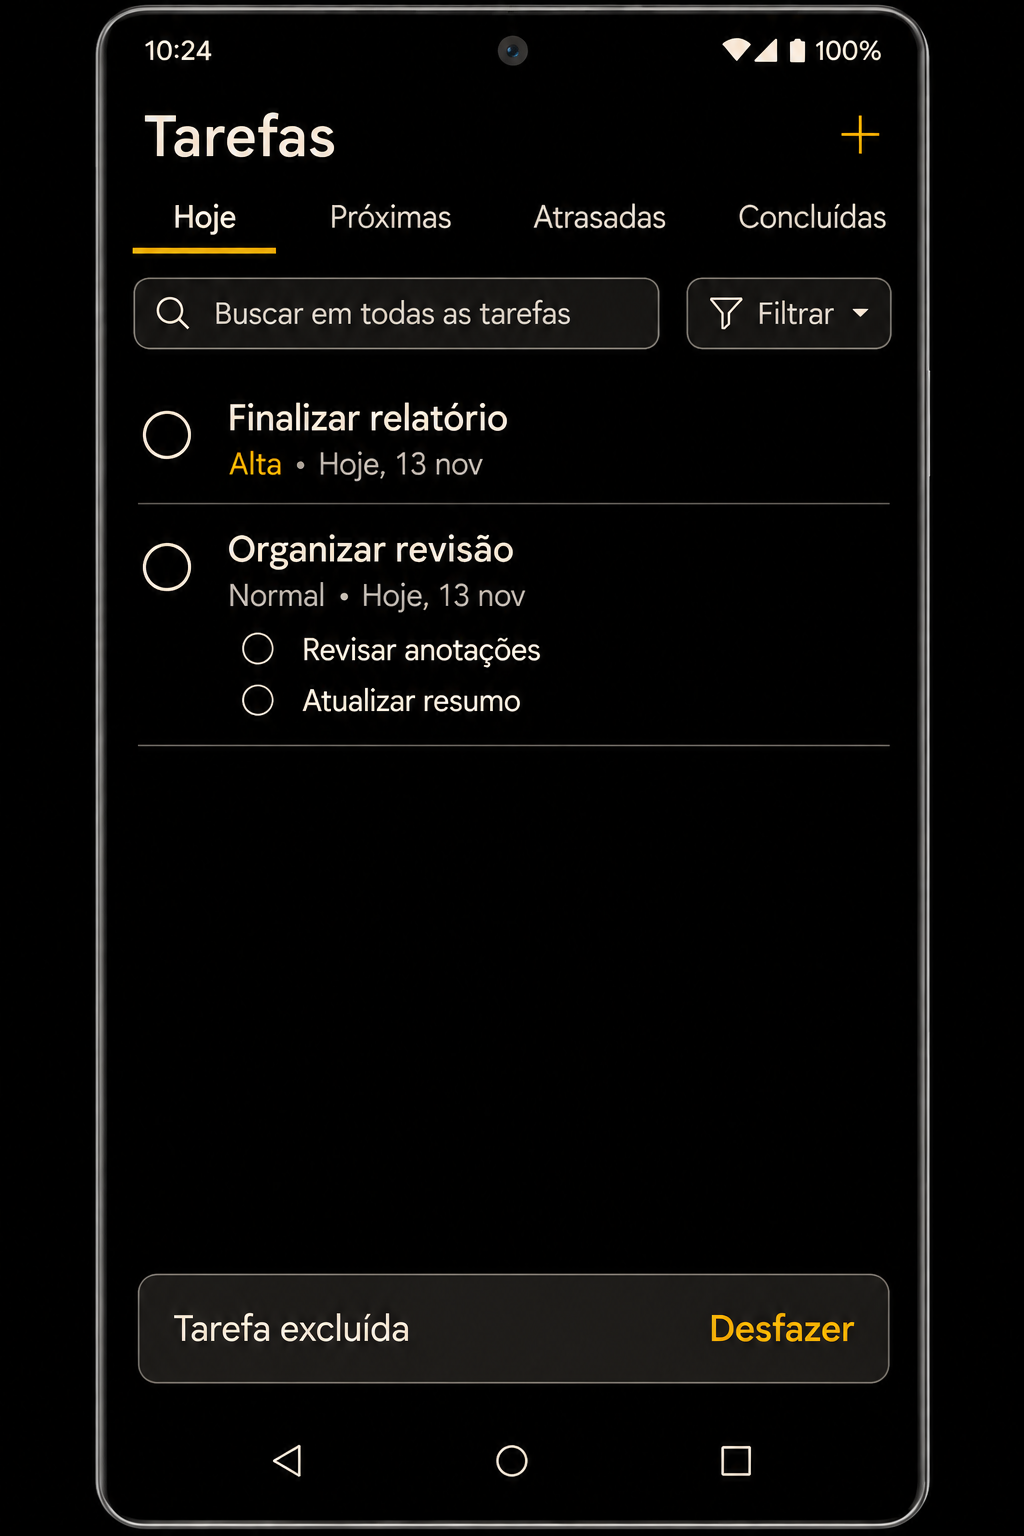 10:24 100%
Tarefas
Hoje Próximas Atrasadas Concluídas
Buscar em todas as tarefas Filtrar
Finalizar relatório
Alta • Hoje, 13 nov
Organizar revisão
Normal • Hoje, 13 nov
Revisar anotações
Atualizar resumo
Tarefa excluída Desfazer